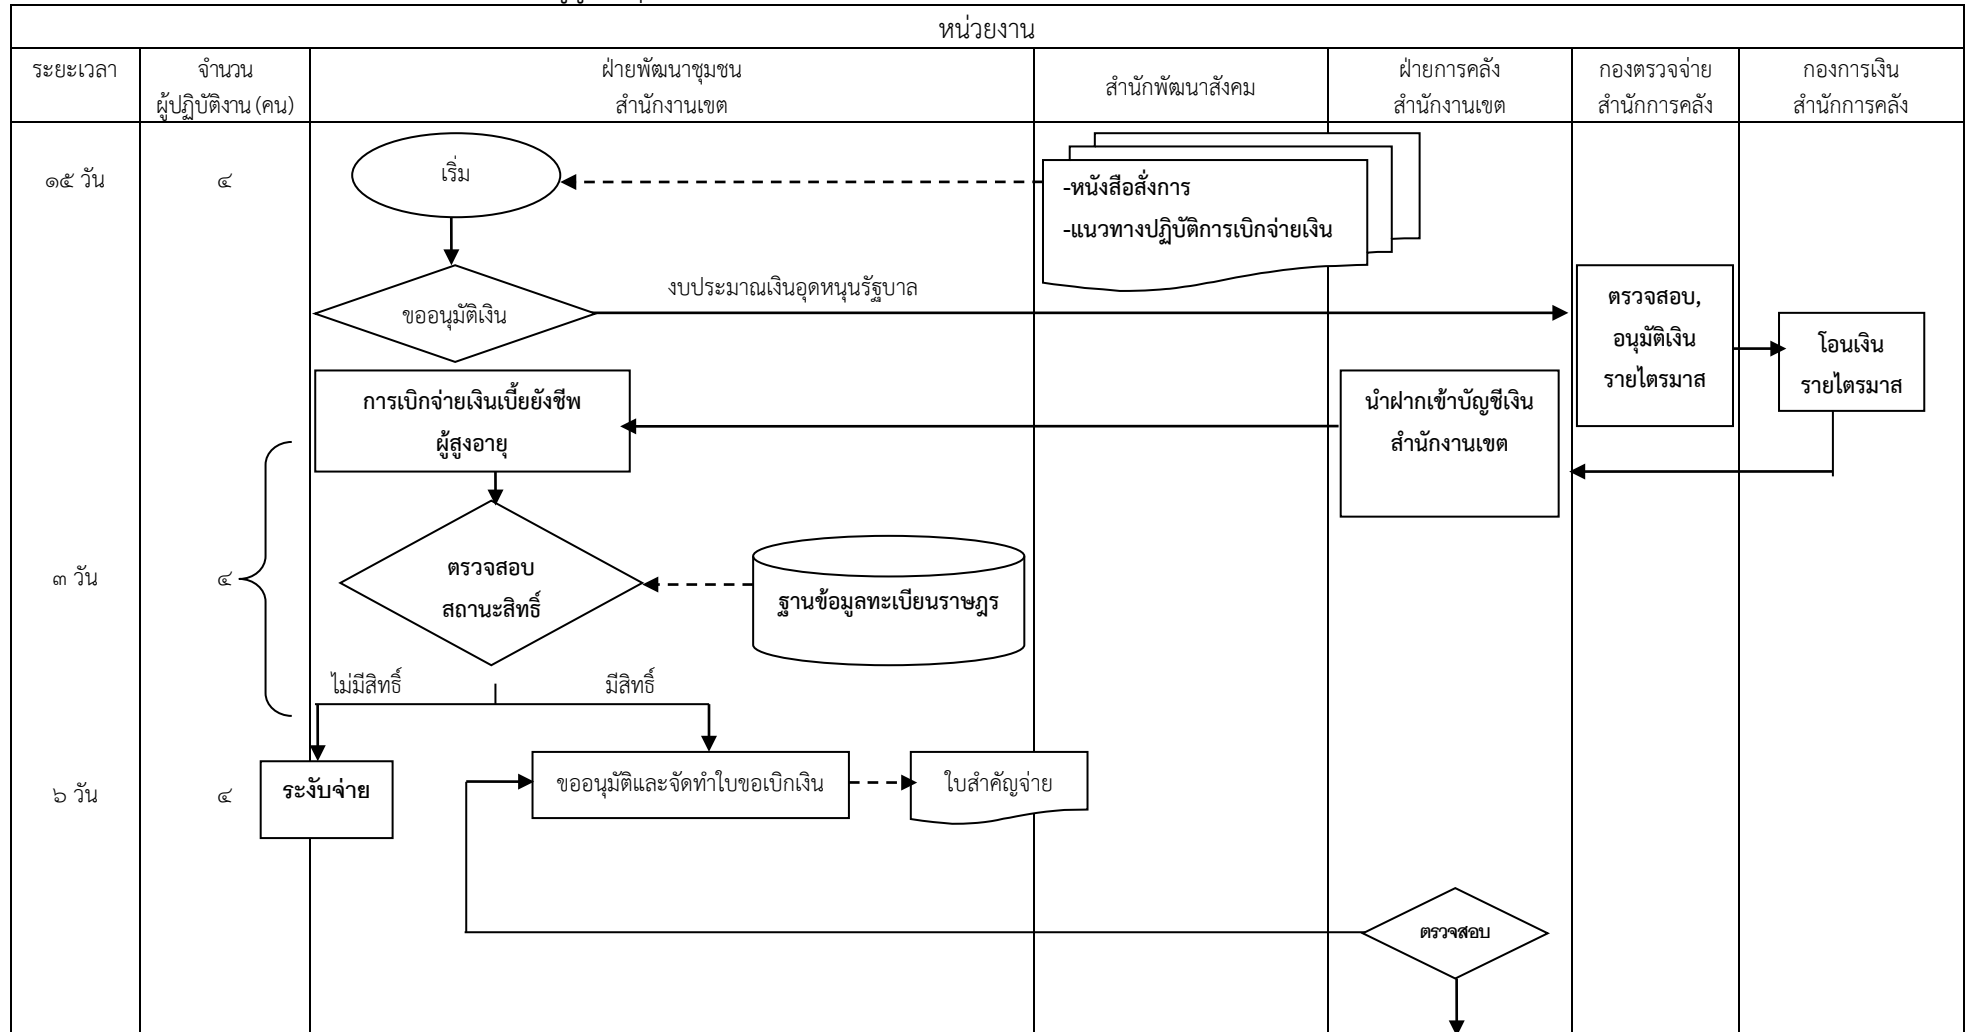 หน่วยงาน
ระยะเวลา
จำนวน
ผู้ปฏิบัติงาน (คน)
ฝ่ายพัฒนาชุมชน
สำนักงานเขต
สำนักพัฒนาสังคม
ฝ่ายการคลัง
สำนักงานเขต
กองตรวจจ่าย
สำนักการคลัง
กองการเงิน
สำนักการคลัง
๑๕ วัน
๔
เริ่ม
-หนังสือสั่งการ
-แนวทางปฏิบัติการเบิกจ่ายเงิน
ขออนุมัติเงิน
งบประมาณเงินอุดหนุนรัฐบาล
ตรวจสอบ,
อนุมัติเงิน
รายไตรมาส
โอนเงิน
รายไตรมาส
การเบิกจ่ายเงินเบี้ยยังชีพ
ผู้สูงอายุ
นำฝากเข้าบัญชีเงิน
สำนักงานเขต
๓ วัน
๔
ตรวจสอบ
สถานะสิทธิ์
ฐานข้อมูลทะเบียนราษฎร
ไม่มีสิทธิ์
มีสิทธิ์
๖ วัน
๔
ระงับจ่าย
ขออนุมัติและจัดทำใบขอเบิกเงิน
ใบสำคัญจ่าย
ตรวจสอบ